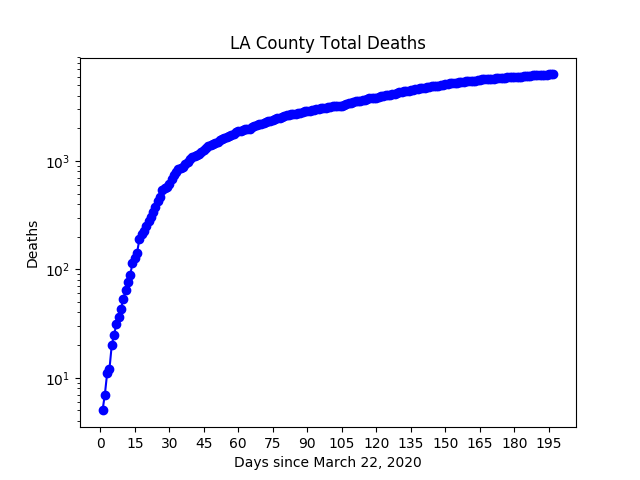 LA County Total Deaths
Deaths
10³
10²
10¹
0 15 30 45 60 75 90 105 120 135 150 165 180 195
Days since March 22, 2020